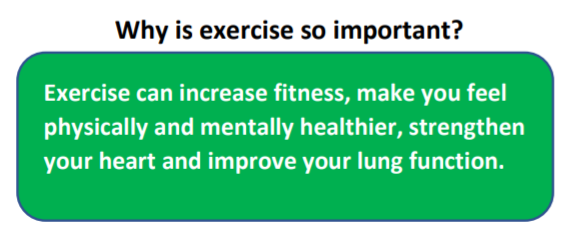 Why is exercise so important?
Exercise can increase fitness, make you feel
physically and mentally healthier, strengthen
your heart and improve your lung function.